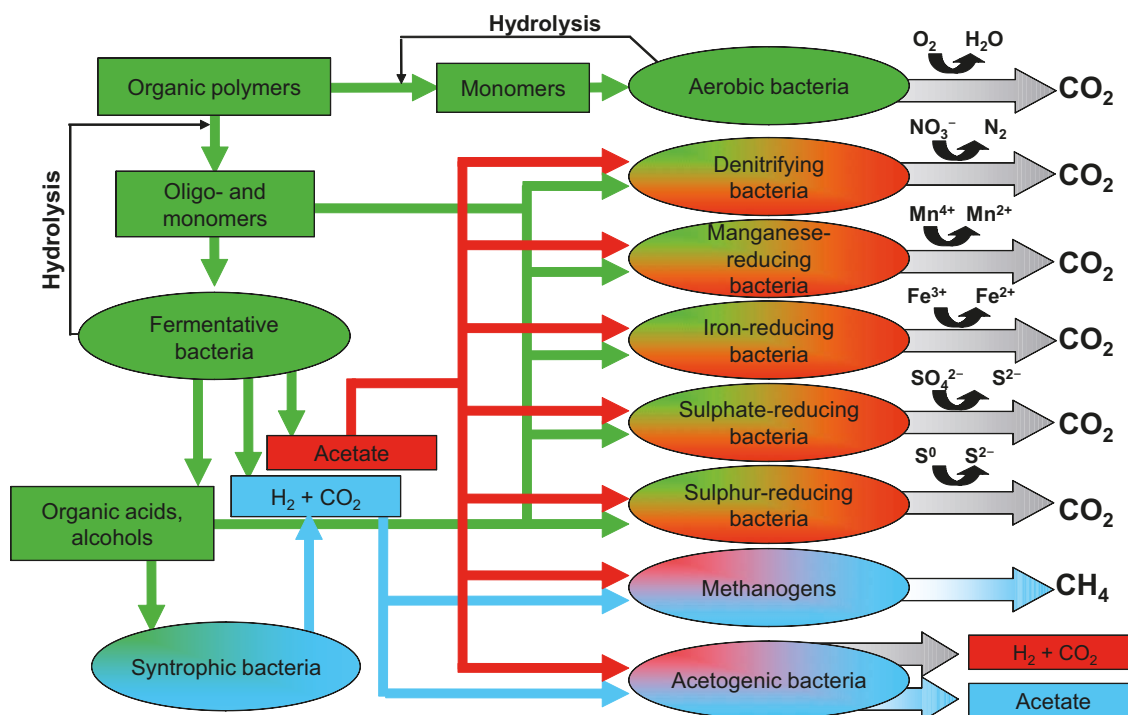 Hydrolysis
O₂ H₂O
Organic polymers
Monomers
Aerobic bacteria
CO₂
NO₃⁻ N₂
Hydrolysis
Oligo- and
monomers
Denitrifying
bacteria
CO₂
Mn⁴⁺ Mn²⁺
Manganese-
reducing
bacteria
CO₂
Fermentative
bacteria
Fe³⁺ Fe²⁺
Iron-reducing
bacteria
CO₂
SO₄²⁻ S²⁻
Acetate
Sulphate-reducing
bacteria
CO₂
S⁰ S²⁻
H₂ + CO₂
Organic acids,
alcohols
Sulphur-reducing
bacteria
CO₂
Methanogens
CH₄
Syntrophic bacteria
Acetogenic bacteria
H₂ + CO₂
Acetate